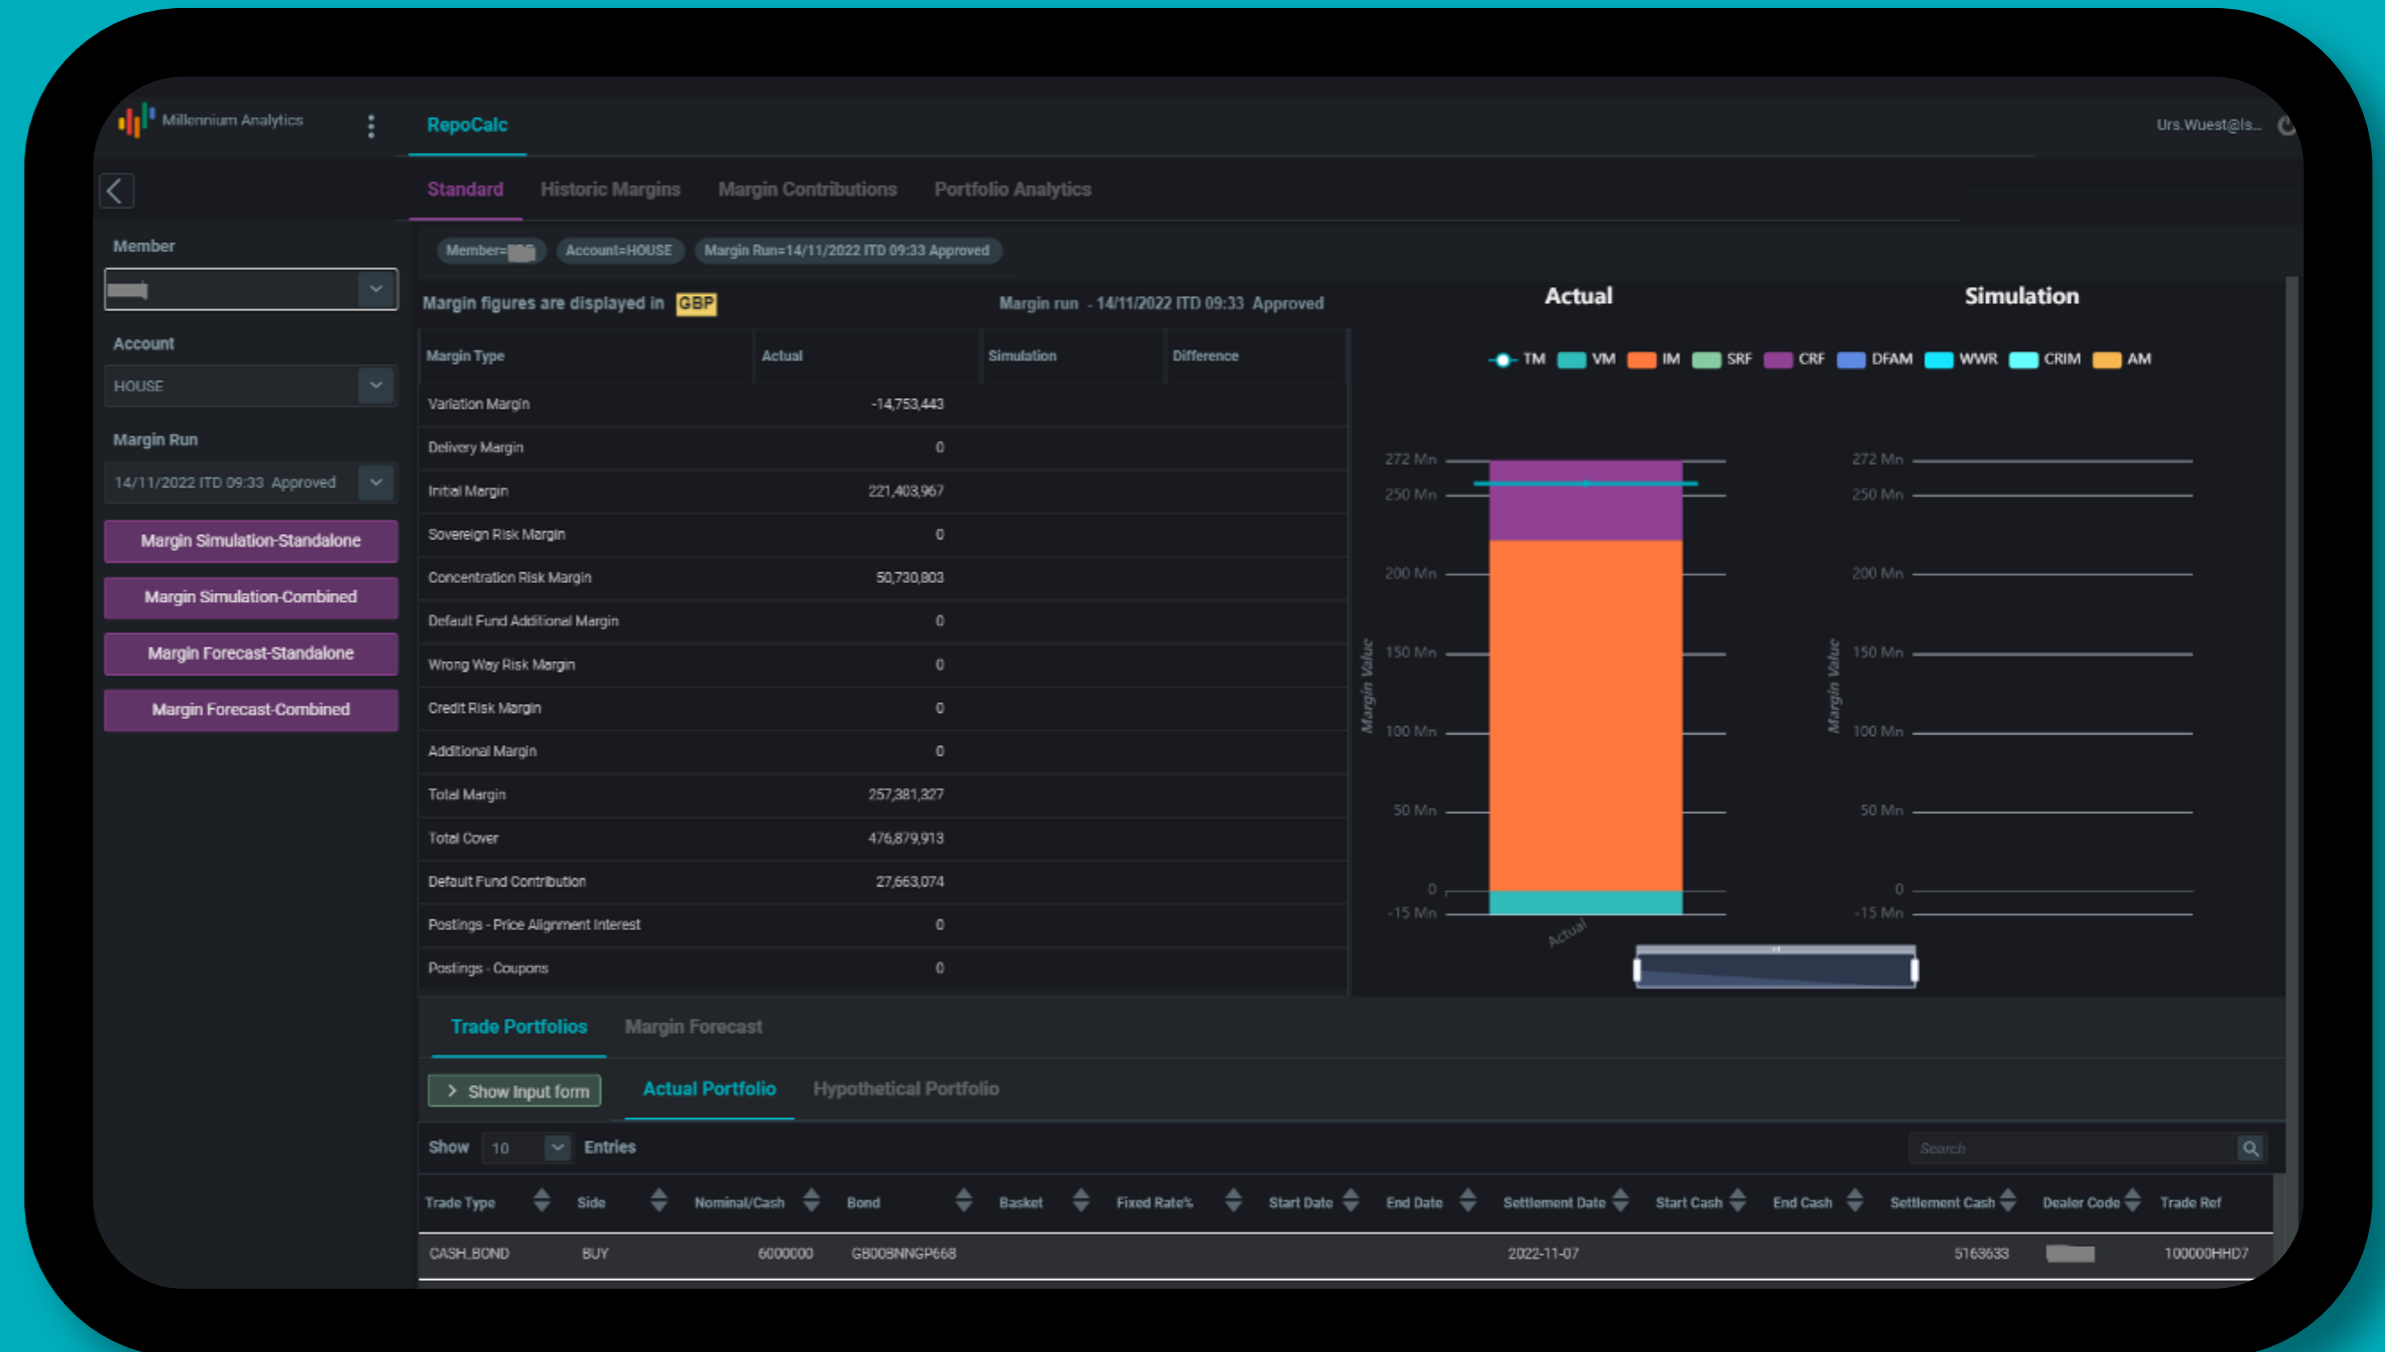 Millennium Analytics
RepoCalc
Urs.Wuest@ls...
Standard Historic Margins Margin Contributions Portfolio Analytics
Member
Account
HOUSE
Margin Run
14/11/2022 ITD 09:33 Approved
Margin Simulation-Standalone
Margin Simulation-Combined
Margin Forecast-Standalone
Margin Forecast-Combined
Member= Account=HOUSE Margin Run=14/11/2022 ITD 09:33 Approved
Margin figures are displayed in GBP Margin run - 14/11/2022 ITD 09:33 Approved
Margin Type Actual Simulation Difference
Variation Margin -14,753,443
Delivery Margin 0
Initial Margin 221,403,967
Sovereign Risk Margin 0
Concentration Risk Margin 50,730,803
Default Fund Additional Margin 0
Wrong Way Risk Margin 0
Credit Risk Margin 0
Additional Margin 0
Total Margin 257,381,327
Total Cover 476,879,913
Default Fund Contribution 27,663,074
Postings - Price Alignment Interest 0
Postings - Coupons 0
Actual Simulation
TM VM IM SRF CRF DFAM WWR CRIM AM
Margin Value
272 Mn
250 Mn
200 Mn
150 Mn
100 Mn
50 Mn
0
-15 Mn
Actual
Margin Value
272 Mn
250 Mn
200 Mn
150 Mn
100 Mn
50 Mn
0
-15 Mn
Trade Portfolios Margin Forecast
> Show Input form Actual Portfolio Hypothetical Portfolio
Show 10 Entries Search
Trade Type Side Nominal/Cash Bond Basket Fixed Rate% Start Date End Date Settlement Date Start Cash End Cash Settlement Cash Dealer Code Trade Ref
CASH_BOND BUY 6000000 GB00BNNGP668 2022-11-07 5163633 100000HHD7